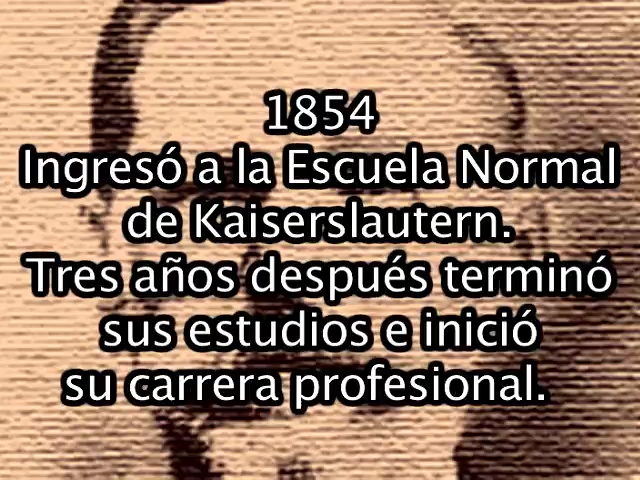 1854
Ingresó a la Escuela Normal
de Kaiserslautern.
Tres años después terminó
sus estudios e inició
su carrera profesional.